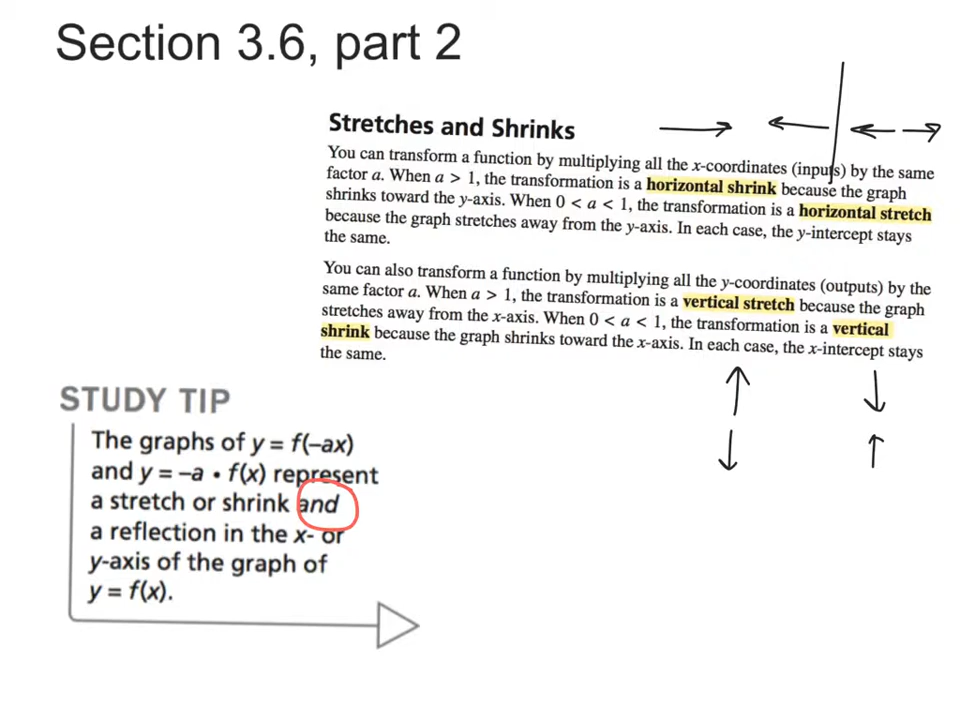 Section 3.6, part 2
Stretches and Shrinks
You can transform a function by multiplying all the x-coordinates (inputs) by the same
factor a. When a > 1, the transformation is a horizontal shrink because the graph
shrinks toward the y-axis. When 0 < a < 1, the transformation is a horizontal stretch
because the graph stretches away from the y-axis. In each case, the y-intercept stays
the same.
You can also transform a function by multiplying all the y-coordinates (outputs) by the
same factor a. When a > 1, the transformation is a vertical stretch because the graph
stretches away from the x-axis. When 0 < a < 1, the transformation is a vertical
shrink because the graph shrinks toward the x-axis. In each case, the x-intercept stays
the same.
STUDY TIP
The graphs of y = f(–ax)
and y = –a • f(x) represent
a stretch or shrink and
a reflection in the x- or
y-axis of the graph of
y = f(x).